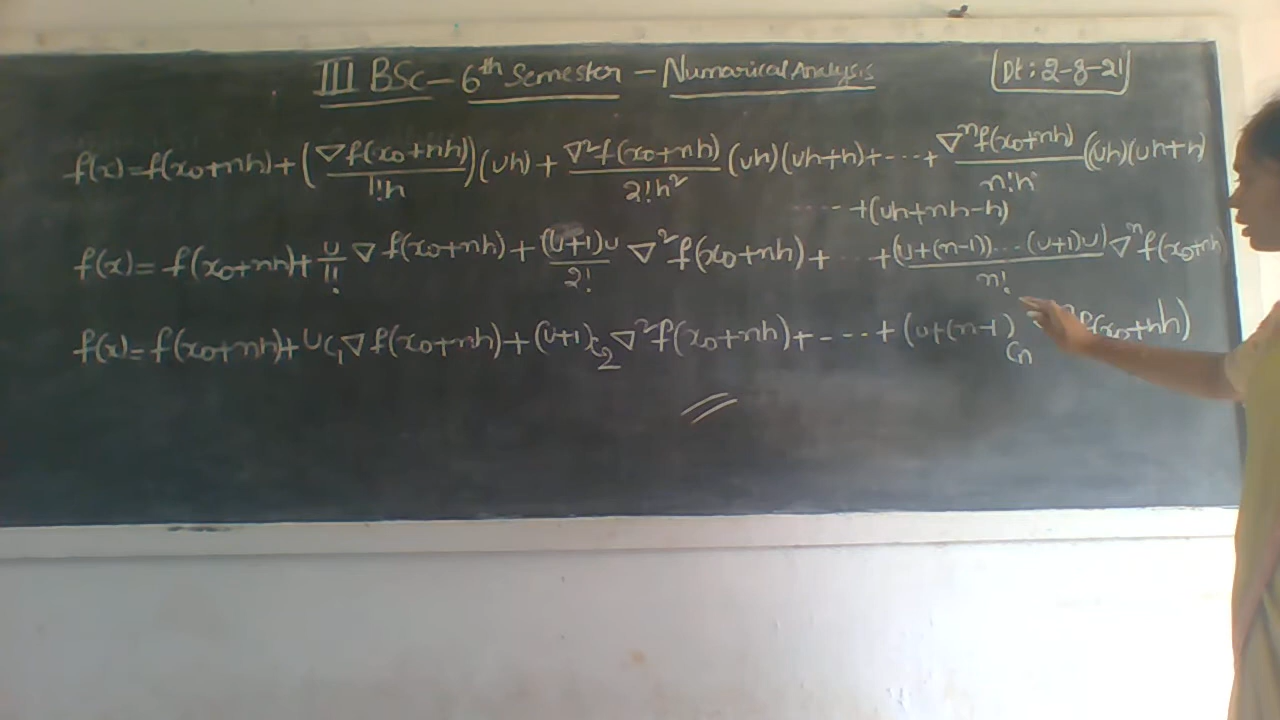 III BSc - 6th Semester - Numarical Analysis
Dt: 2-8-21
f(x) = f(x₀+nh) + (∇f(x₀+nh)/1!h)(uh) + ∇²f(x₀+nh)/2!h² (uh)(uh+h) + ---- + ∇ⁿf(x₀+nh)/n!hⁿ ((uh)(uh+h)
---- +(uh+nh-h)
f(x) = f(x₀+nh) + u/1! ∇f(x₀+nh) + (u+1)u/2! ∇²f(x₀+nh) + ... + (u+(n-1))...(u+1)u)/n! ∇ⁿf(x₀+nh
f(x) = f(x₀+nh) + uC₁∇f(x₀+nh) + (u+1)C₂∇²f(x₀+nh) + ---- + (u+(n-1)Cn f(x₀+nh)